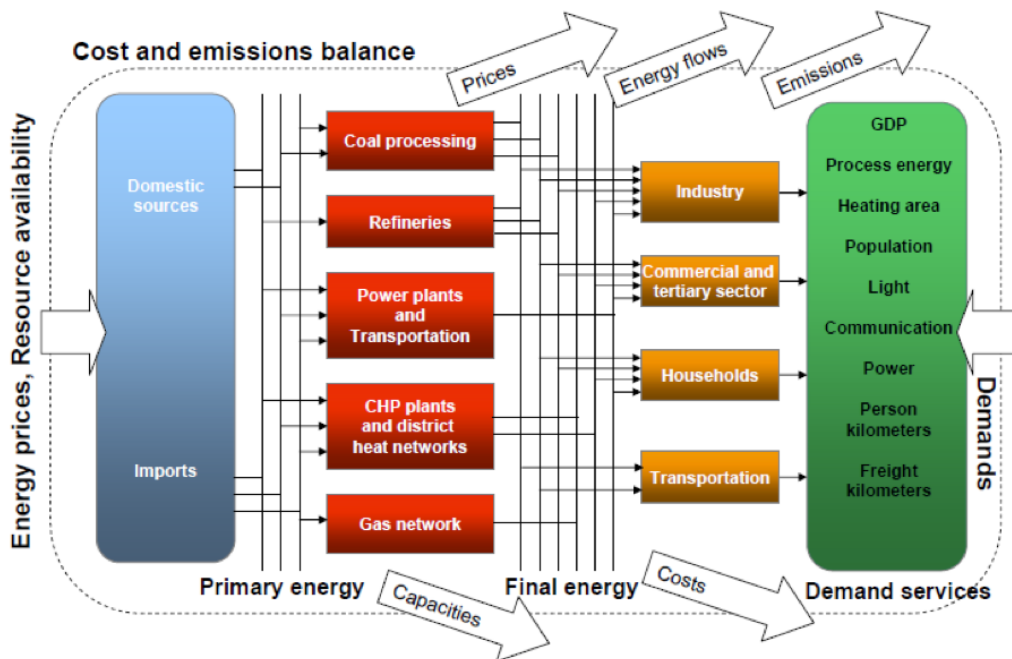 Cost and emissions balance
Prices
Energy flows
Emissions
Energy prices, Resource availability
Domestic
sources
Imports
Primary energy
Coal processing
Refineries
Power plants
and
Transportation
CHP plants
and district
heat networks
Gas network
Capacities
Final energy
Industry
Commercial and
tertiary sector
Households
Transportation
Costs
GDP
Process energy
Heating area
Population
Light
Communication
Power
Person
kilometers
Freight
kilometers
Demand services
Demands